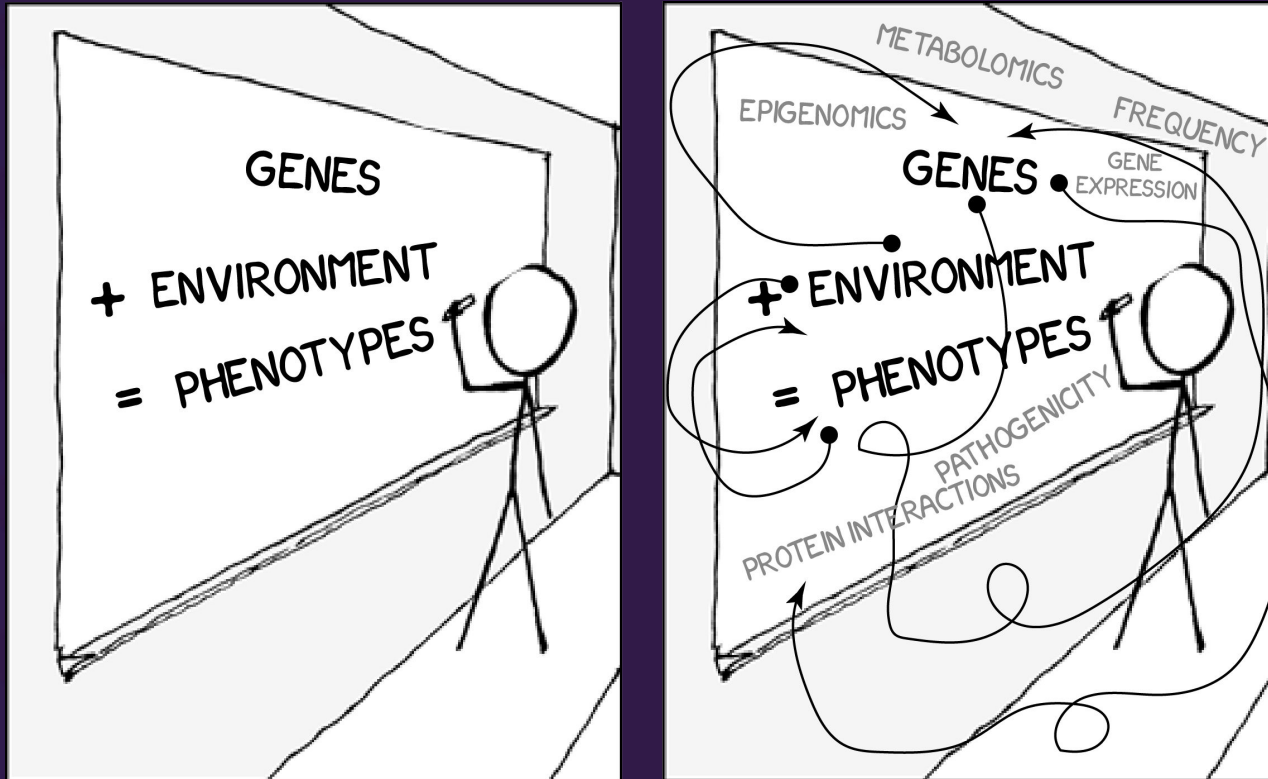 GENES
+ ENVIRONMENT
= PHENOTYPES
METABOLOMICS
EPIGENOMICS
FREQUENCY
GENES
GENE
EXPRESSION
+ ENVIRONMENT
= PHENOTYPES
PATHOGENICITY
PROTEIN INTERACTIONS